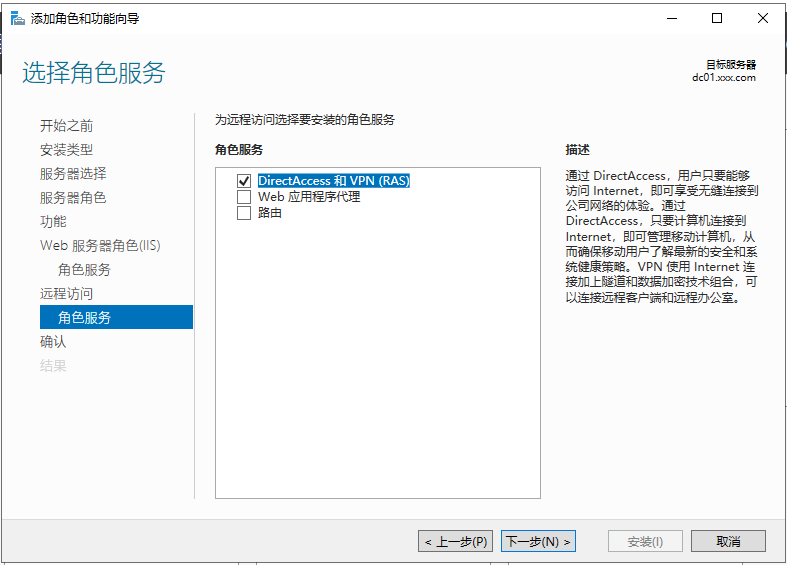 添加角色和功能向导
选择角色服务
目标服务器
dc01.xxx.com
开始之前
安装类型
服务器选择
服务器角色
功能
Web 服务器角色(IIS)
角色服务
远程访问
角色服务
确认
结果
为远程访问选择要安装的角色服务
角色服务
DirectAccess 和 VPN (RAS)
Web 应用程序代理
路由
描述
通过 DirectAccess，用户只要能够
访问 Internet，即可享受无缝连接到
公司网络的体验。通过
DirectAccess，只要计算机连接到
Internet，即可管理移动计算机，从
而确保移动用户了解最新的安全和系
统健康策略。VPN 使用 Internet 连
接加上隧道和数据加密技术组合，可
以连接远程客户端和远程办公室。
< 上一步(P)
下一步(N) >
安装(I)
取消